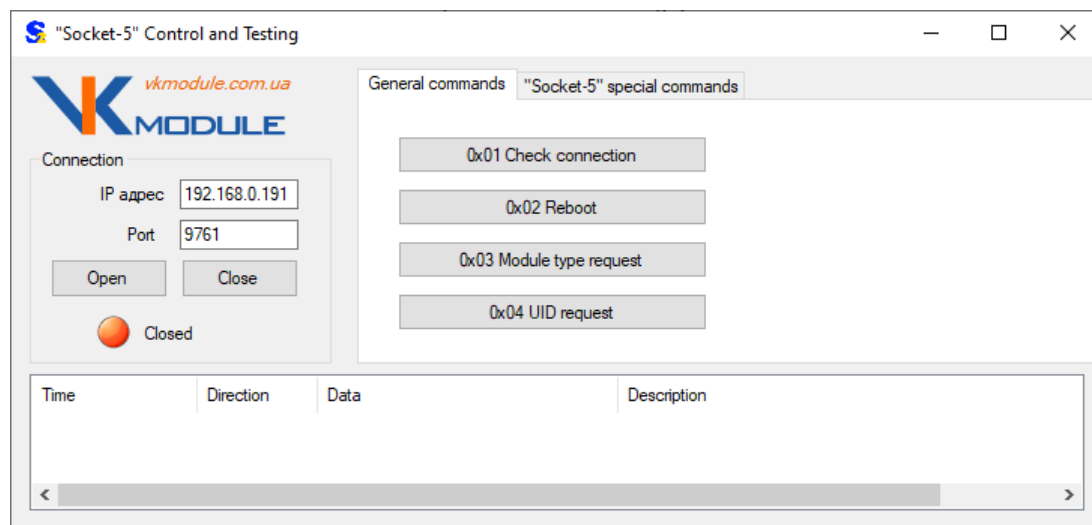 "Socket-5" Control and Testing
vkmodule.com.ua
VK MODULE
Connection
IP адрес 192.168.0.191
Port 9761
Open Close
Closed
General commands "Socket-5" special commands
0x01 Check connection
0x02 Reboot
0x03 Module type request
0x04 UID request
Time Direction Data Description